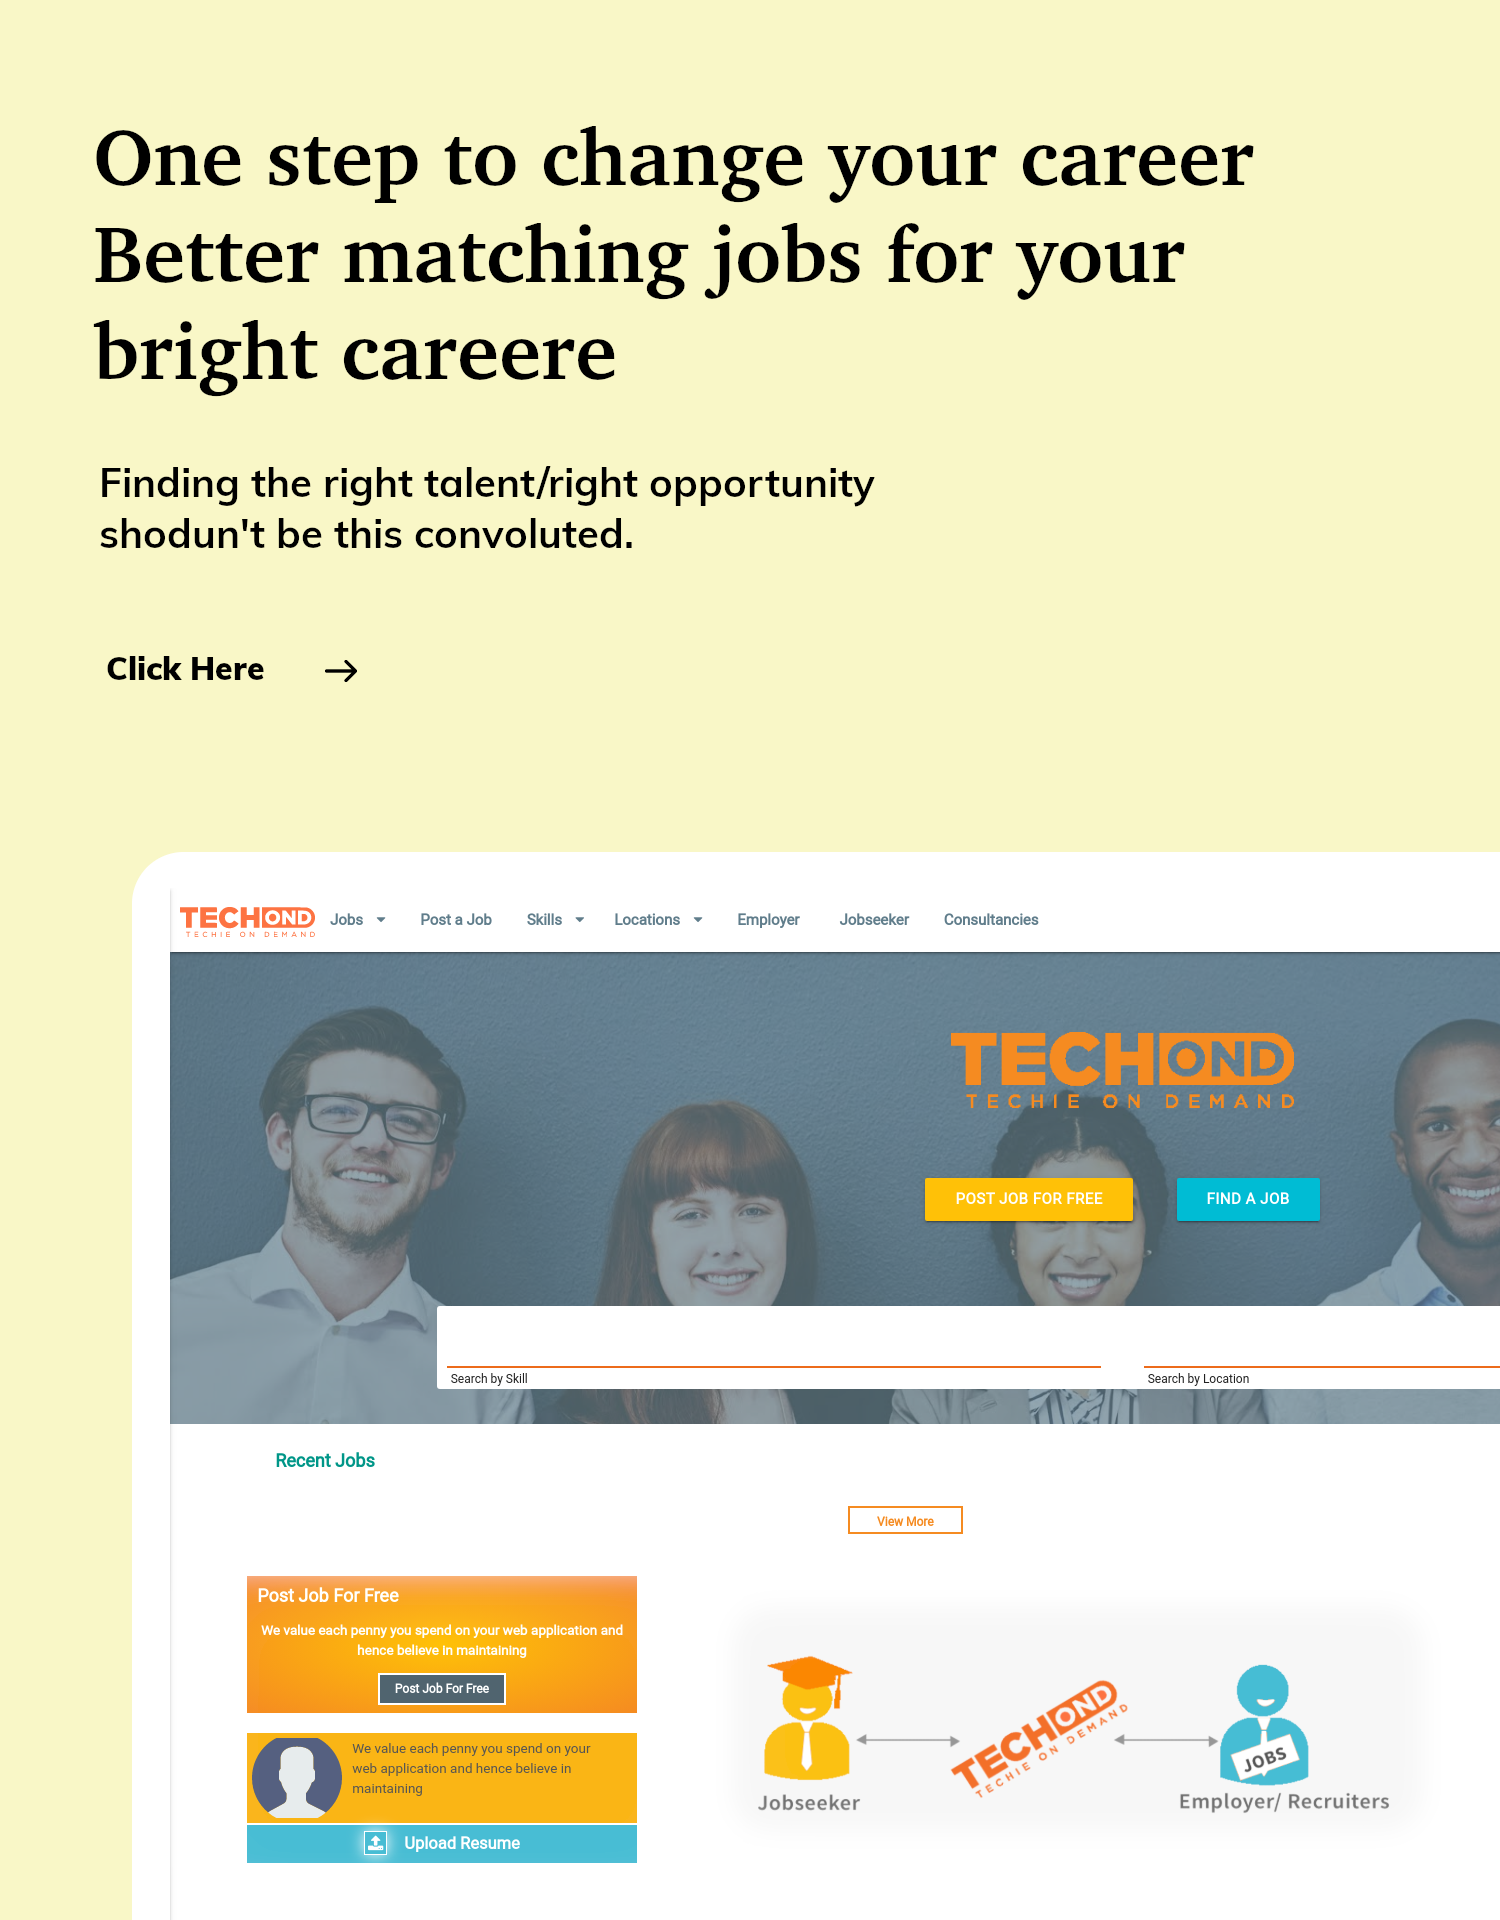 One step to change your career
Better matching jobs for your
bright careere
Finding the right talent/right opportunity
shodun't be this convoluted.
Click Here
TECHOND
TECHIE ON DEMAND
Jobs
Post a Job
Skills
Locations
Employer
Jobseeker
Consultancies
TECHOND
TECHIE ON DEMAND
POST JOB FOR FREE
FIND A JOB
Search by Skill
Search by Location
Recent Jobs
View More
Post Job For Free
We value each penny you spend on your web application and
hence believe in maintaining
Post Job For Free
We value each penny you spend on your
web application and hence believe in
maintaining
Upload Resume
Jobseeker
TECHOND
TECHIE ON DEMAND
JOBS
Employer/ Recruiters